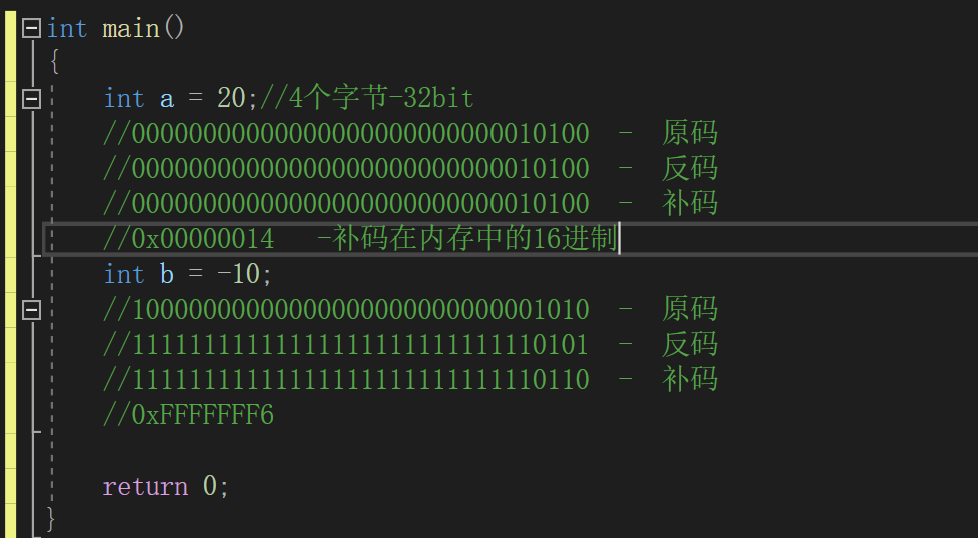 int main()
{
int a = 20;//4个字节-32bit
//00000000000000000000000000010100 - 原码
//00000000000000000000000000010100 - 反码
//00000000000000000000000000010100 - 补码
//0x00000014 -补码在内存中的16进制
int b = -10;
//10000000000000000000000000001010 - 原码
//11111111111111111111111111110101 - 反码
//11111111111111111111111111110110 - 补码
//0xFFFFFFF6
return 0;
}